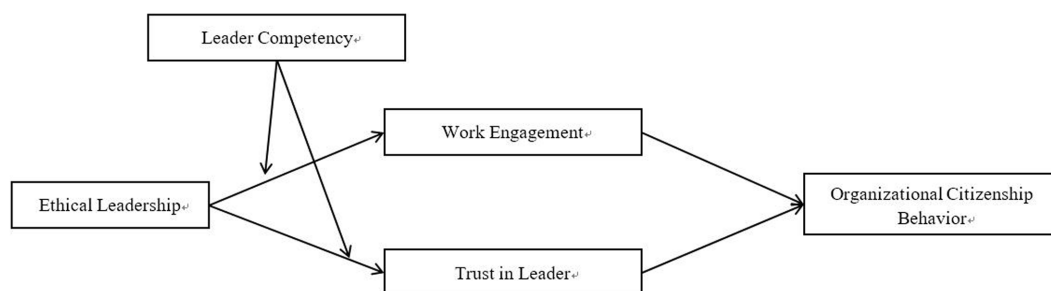 Leader Competency
Work Engagement
Ethical Leadership
Organizational Citizenship
Behavior
Trust in Leader